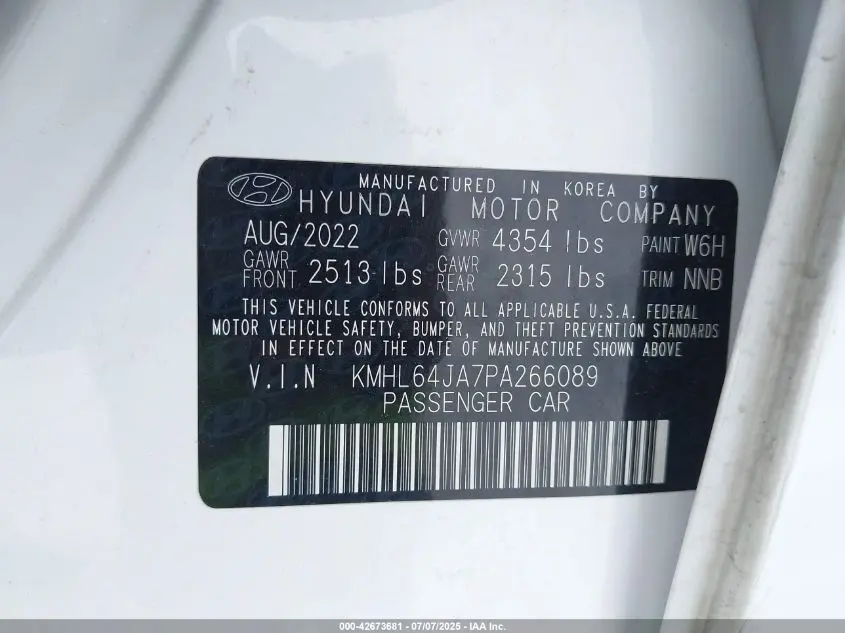 MANUFACTURED IN KOREA BY
HYUNDAI MOTOR COMPANY
AUG/2022 GVWR 4354 lbs PAINT W6H
GAWR FRONT 2513 lbs GAWR REAR 2315 lbs TRIM NNB
THIS VEHICLE CONFORMS TO ALL APPLICABLE U.S.A. FEDERAL
MOTOR VEHICLE SAFETY, BUMPER, AND THEFT PREVENTION STANDARDS
IN EFFECT ON THE DATE OF MANUFACTURE SHOWN ABOVE
V.I.N KMHL64JA7PA266089
PASSENGER CAR
000-42673681 - 07/07/2025 - IAA Inc.